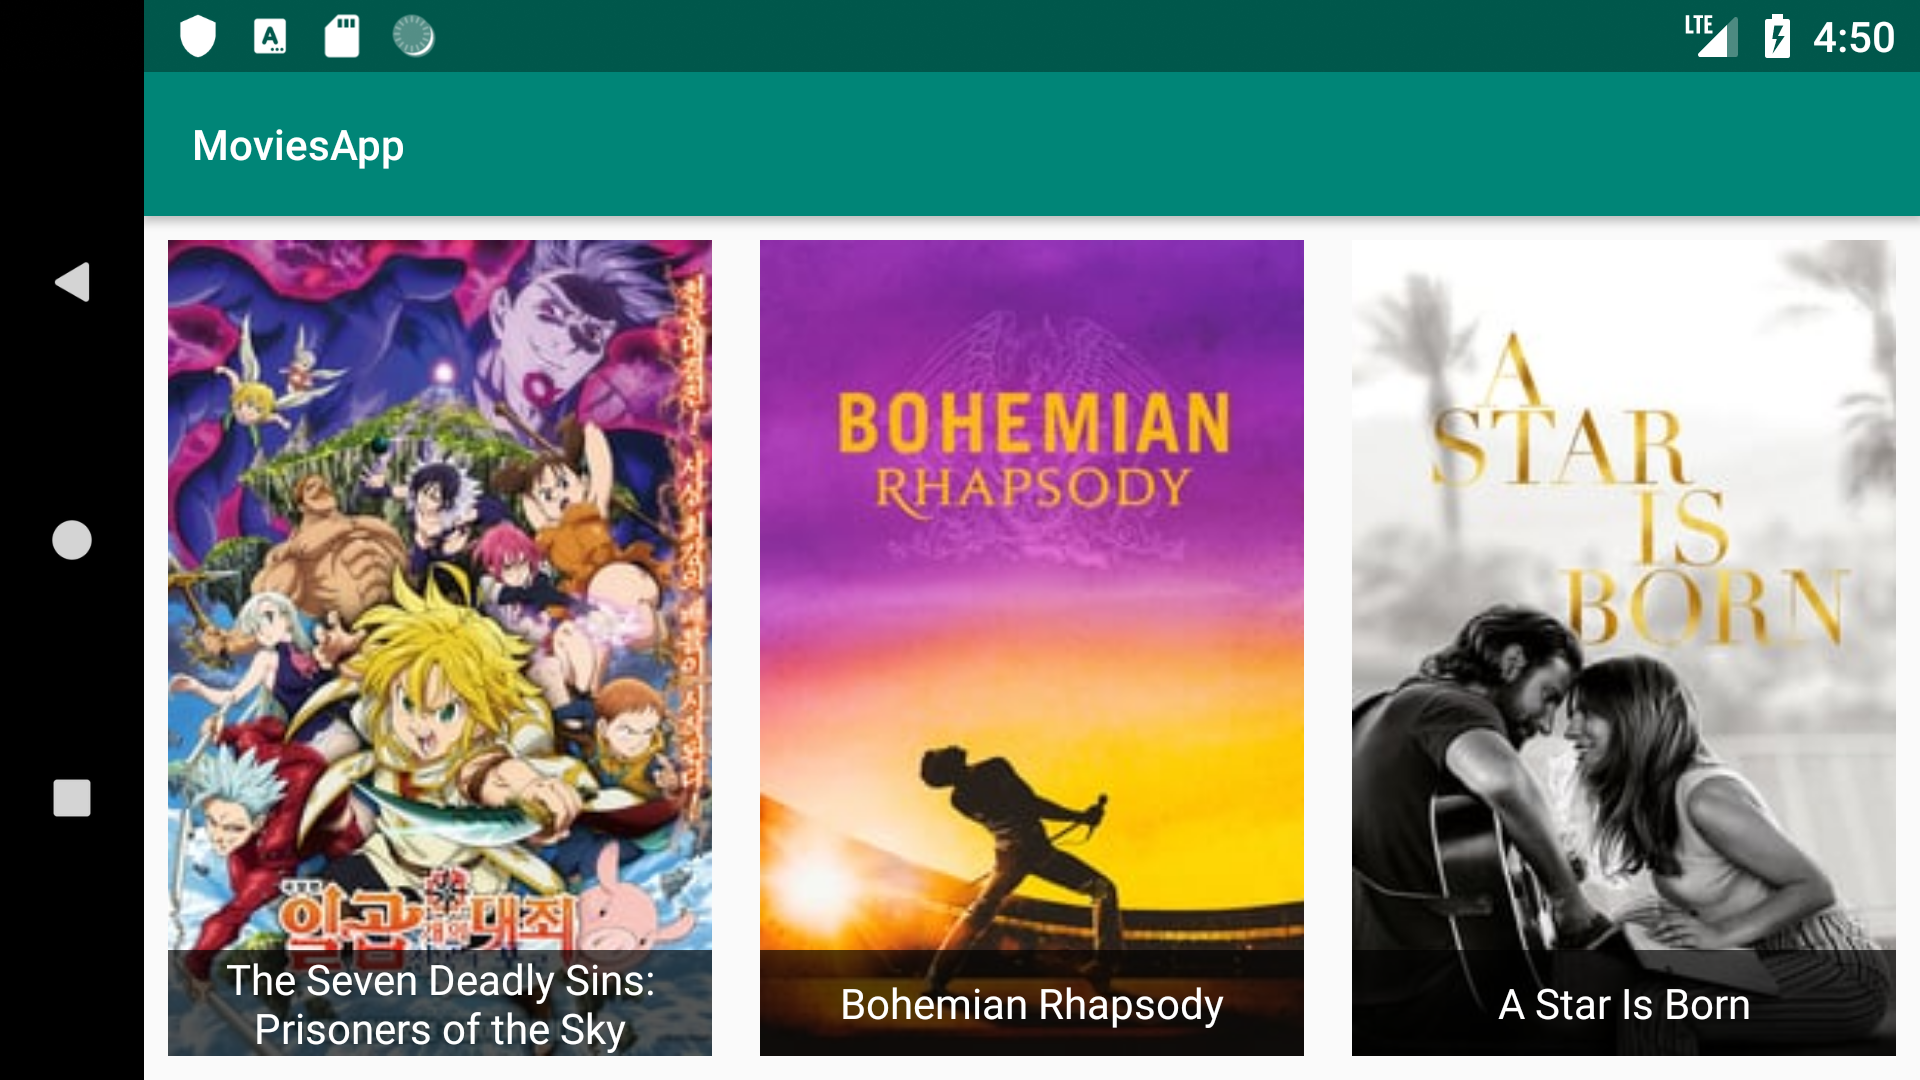 LTE 4:50
MoviesApp
일곱 개의 대죄
The Seven Deadly Sins:
Prisoners of the Sky
BOHEMIAN
RHAPSODY
Bohemian Rhapsody
A
STAR
IS
BORN
A Star Is Born